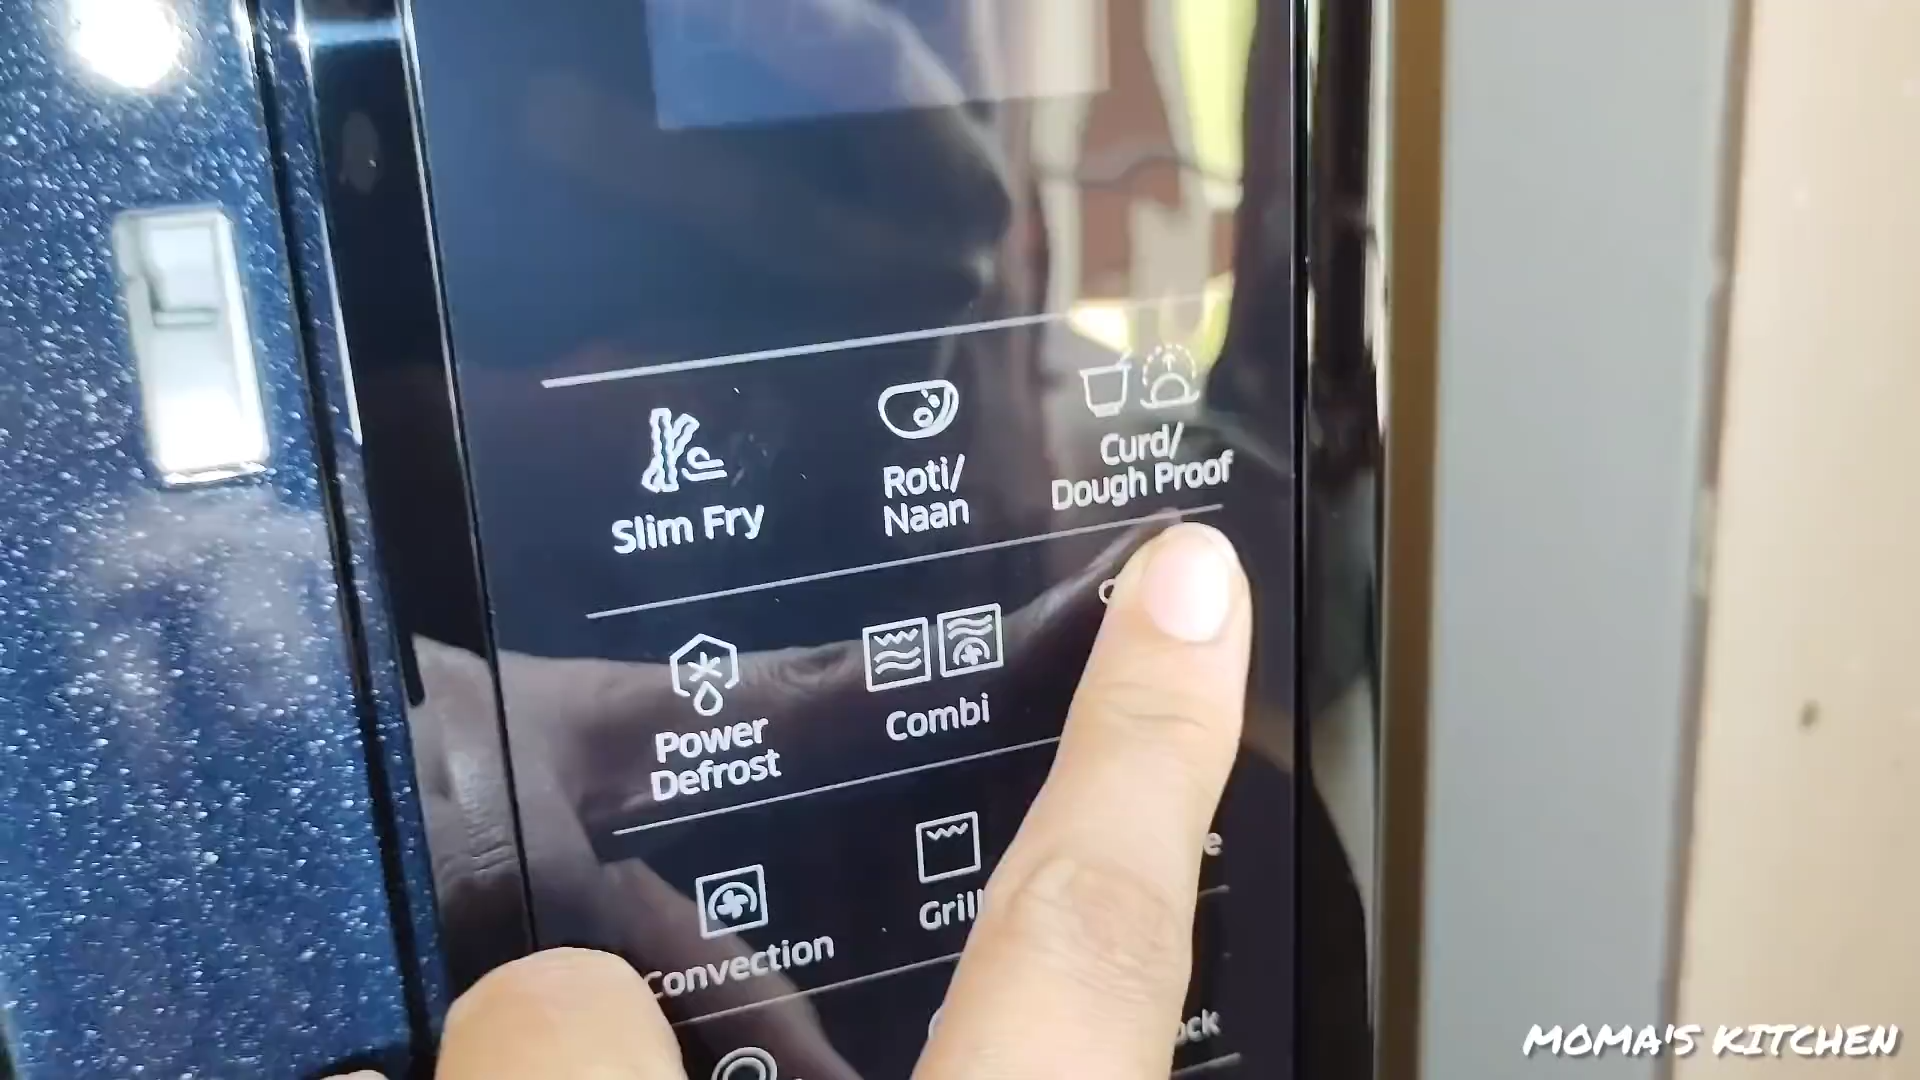 Slim Fry
Roti/
Naan
Curd/
Dough Proof
Power
Defrost
Combi
Convection
Grill
MOMA'S KITCHEN